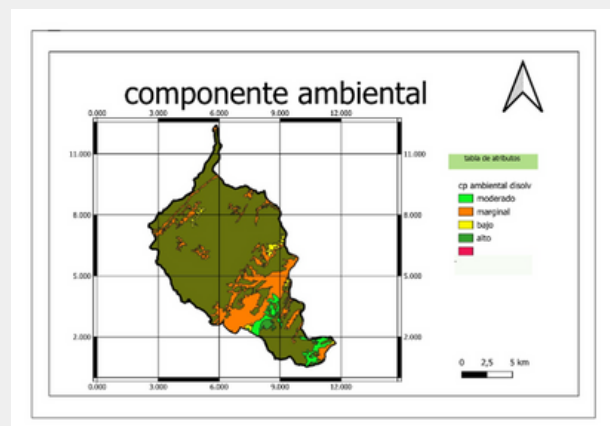 componente ambiental
0.000 3.000 6.000 9.000 12.000
11.000 11.000
8.000 8.000
5.000 5.000
2.000 2.000
0.000 3.000 6.000 9.000 12.000
tabla de atributos
cp ambiental disolv
moderado
marginal
bajo
alto
0 2,5 5 km